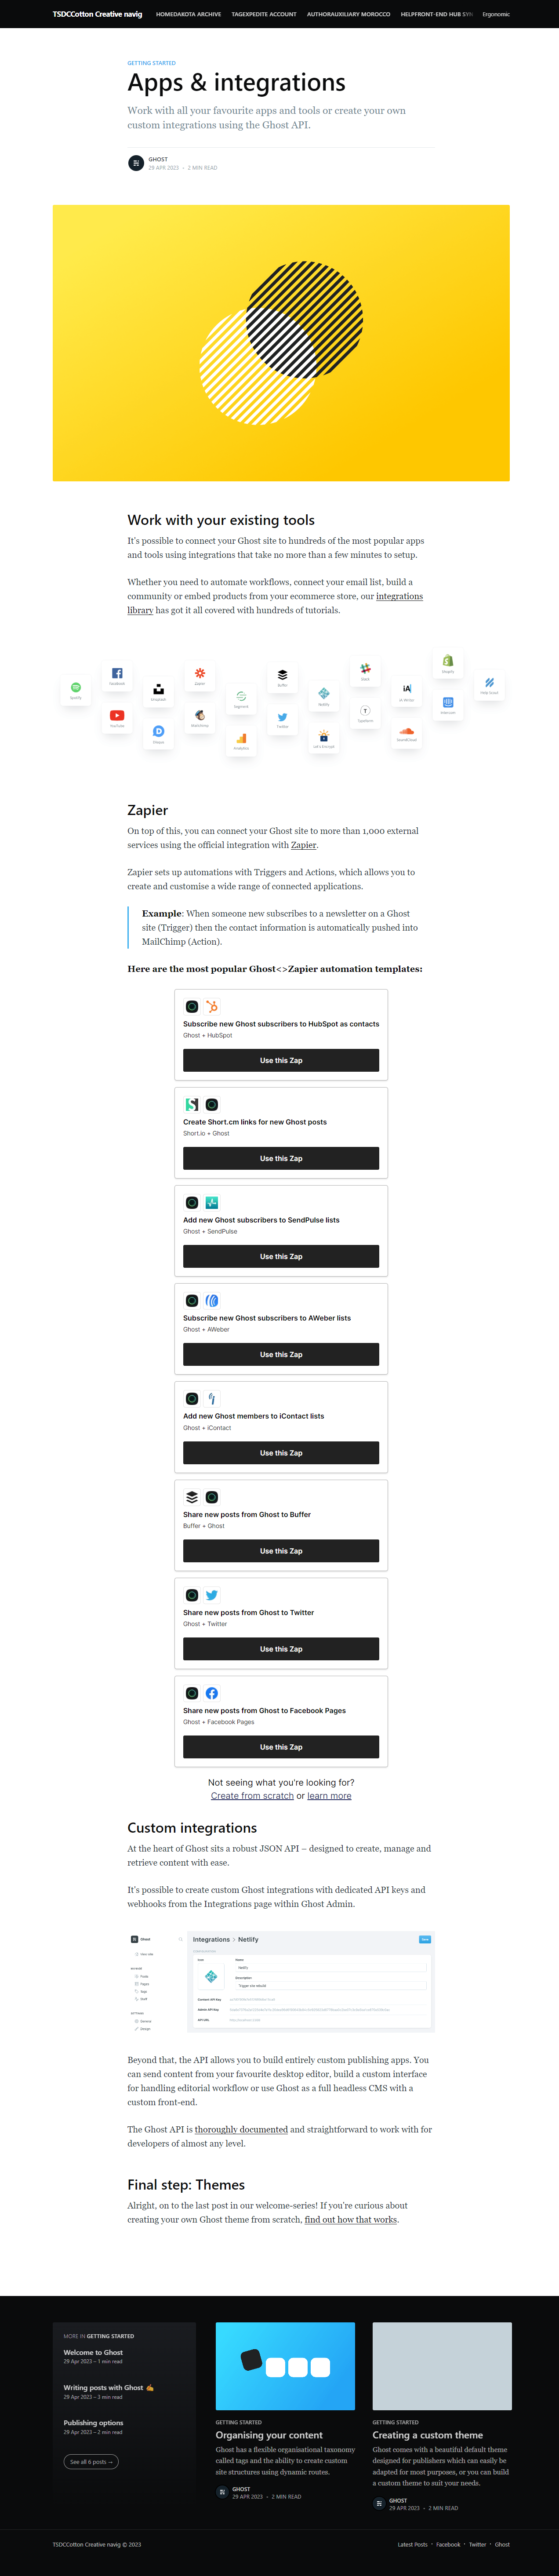 TSDCCotton Creative navig
HOMEDAKOTA ARCHIVE
TAGEXPEDITE ACCOUNT
AUTHORAUXILIARY MOROCCO
HELPFRONT-END HUB SYN
Ergonomic
GETTING STARTED
Apps & integrations
Work with all your favourite apps and tools or create your own
custom integrations using the Ghost API.
GHOST
29 APR 2023 • 2 MIN READ
Work with your existing tools
It's possible to connect your Ghost site to hundreds of the most popular apps
and tools using integrations that take no more than a few minutes to setup.
Whether you need to automate workflows, connect your email list, build a
community or embed products from your ecommerce store, our integrations
library has got it all covered with hundreds of tutorials.
Spotify
Facebook
YouTube
Unsplash
Disqus
Zapier
Mailchimp
Segment
Analytics
Buffer
Twitter
Netlify
Let's Encrypt
Slack
Typeform
iA
iA Writer
SoundCloud
Shopify
Intercom
Help Scout
Zapier
On top of this, you can connect your Ghost site to more than 1,000 external
services using the official integration with Zapier.
Zapier sets up automations with Triggers and Actions, which allows you to
create and customise a wide range of connected applications.
Example: When someone new subscribes to a newsletter on a Ghost
site (Trigger) then the contact information is automatically pushed into
MailChimp (Action).
Here are the most popular Ghost<>Zapier automation templates:
Subscribe new Ghost subscribers to HubSpot as contacts
Ghost + HubSpot
Use this Zap
Create Short.cm links for new Ghost posts
Short.io + Ghost
Use this Zap
Add new Ghost subscribers to SendPulse lists
Ghost + SendPulse
Use this Zap
Subscribe new Ghost subscribers to AWeber lists
Ghost + AWeber
Use this Zap
Add new Ghost members to iContact lists
Ghost + iContact
Use this Zap
Share new posts from Ghost to Buffer
Buffer + Ghost
Use this Zap
Share new posts from Ghost to Twitter
Ghost + Twitter
Use this Zap
Share new posts from Ghost to Facebook Pages
Ghost + Facebook Pages
Use this Zap
Not seeing what you're looking for?
Create from scratch or learn more
Custom integrations
At the heart of Ghost sits a robust JSON API – designed to create, manage and
retrieve content with ease.
It's possible to create custom Ghost integrations with dedicated API keys and
webhooks from the Integrations page within Ghost Admin.
Ghost
View site
Posts
Pages
Tags
Staff
General
Design
Integrations > Netlify
Save
Icon
Name
Netlify
Description
Trigger site rebuild
Content API Key
Admin API Key
API URL
Beyond that, the API allows you to build entirely custom publishing apps. You
can send content from your favourite desktop editor, build a custom interface
for handling editorial workflow or use Ghost as a full headless CMS with a
custom front-end.
The Ghost API is thoroughly documented and straightforward to work with for
developers of almost any level.
Final step: Themes
Alright, on to the last post in our welcome-series! If you're curious about
creating your own Ghost theme from scratch, find out how that works.
MORE IN GETTING STARTED
Welcome to Ghost
29 Apr 2023 – 1 min read
Writing posts with Ghost ✍️
29 Apr 2023 – 3 min read
Publishing options
29 Apr 2023 – 2 min read
See all 6 posts →
GETTING STARTED
Organising your content
Ghost has a flexible organisational taxonomy
called tags and the ability to create custom
site structures using dynamic routes.
GHOST
29 APR 2023 • 2 MIN READ
GETTING STARTED
Creating a custom theme
Ghost comes with a beautiful default theme
designed for publishers which can easily be
adapted for most purposes, or you can build
a custom theme to suit your needs.
GHOST
29 APR 2023 • 2 MIN READ
TSDCCotton Creative navig © 2023
Latest Posts • Facebook • Twitter • Ghost